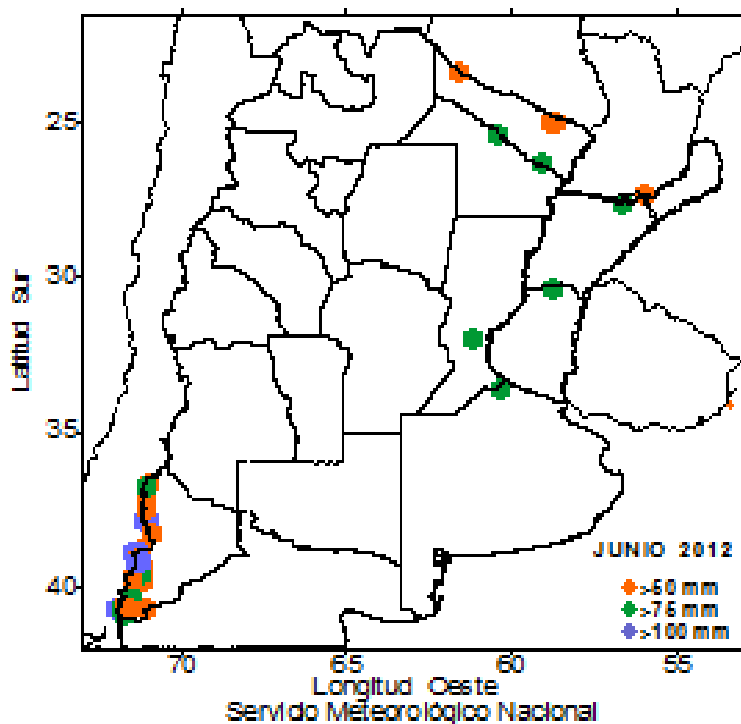 25
30
Latitud Sur
35
40
JUNIO 2012
>50 mm
>75 mm
>100 mm
70 65 60 55
Longitud Oeste
Servicio Meteorológico Nacional